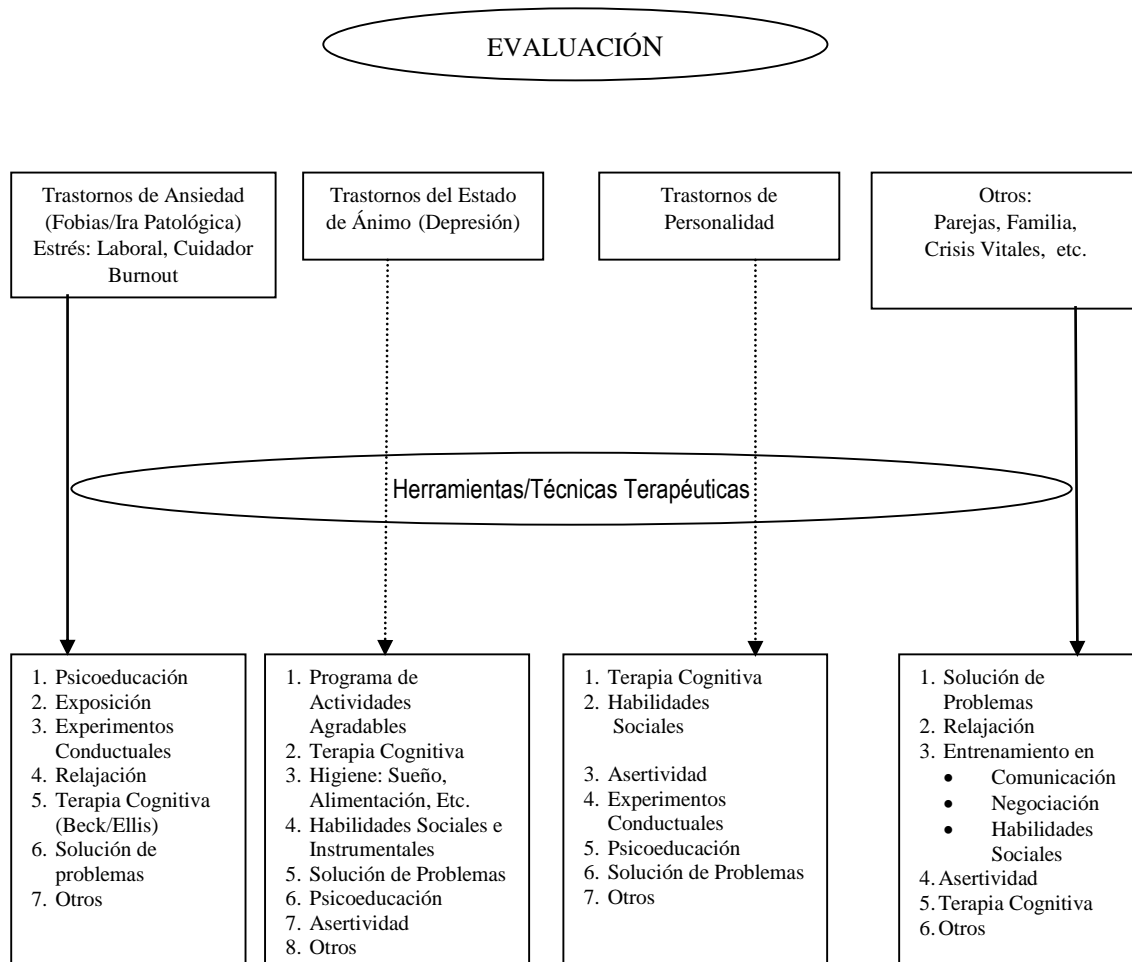 EVALUACIÓN
Trastornos de Ansiedad
(Fobias/Ira Patológica)
Estrés: Laboral, Cuidador
Burnout
Trastornos del Estado
de Ánimo (Depresión)
Trastornos de
Personalidad
Otros:
Parejas, Familia,
Crisis Vitales, etc.
Herramientas/Técnicas Terapéuticas
1. Psicoeducación
2. Exposición
3. Experimentos
Conductuales
4. Relajación
5. Terapia Cognitiva
(Beck/Ellis)
6. Solución de
problemas
7. Otros
1. Programa de
Actividades
Agradables
2. Terapia Cognitiva
3. Higiene: Sueño,
Alimentación, Etc.
4. Habilidades Sociales e
Instrumentales
5. Solución de Problemas
6. Psicoeducación
7. Asertividad
8. Otros
1. Terapia Cognitiva
2. Habilidades
Sociales
3. Asertividad
4. Experimentos
Conductuales
5. Psicoeducación
6. Solución de Problemas
7. Otros
1. Solución de
Problemas
2. Relajación
3. Entrenamiento en
• Comunicación
• Negociación
• Habilidades
Sociales
4. Asertividad
5. Terapia Cognitiva
6. Otros